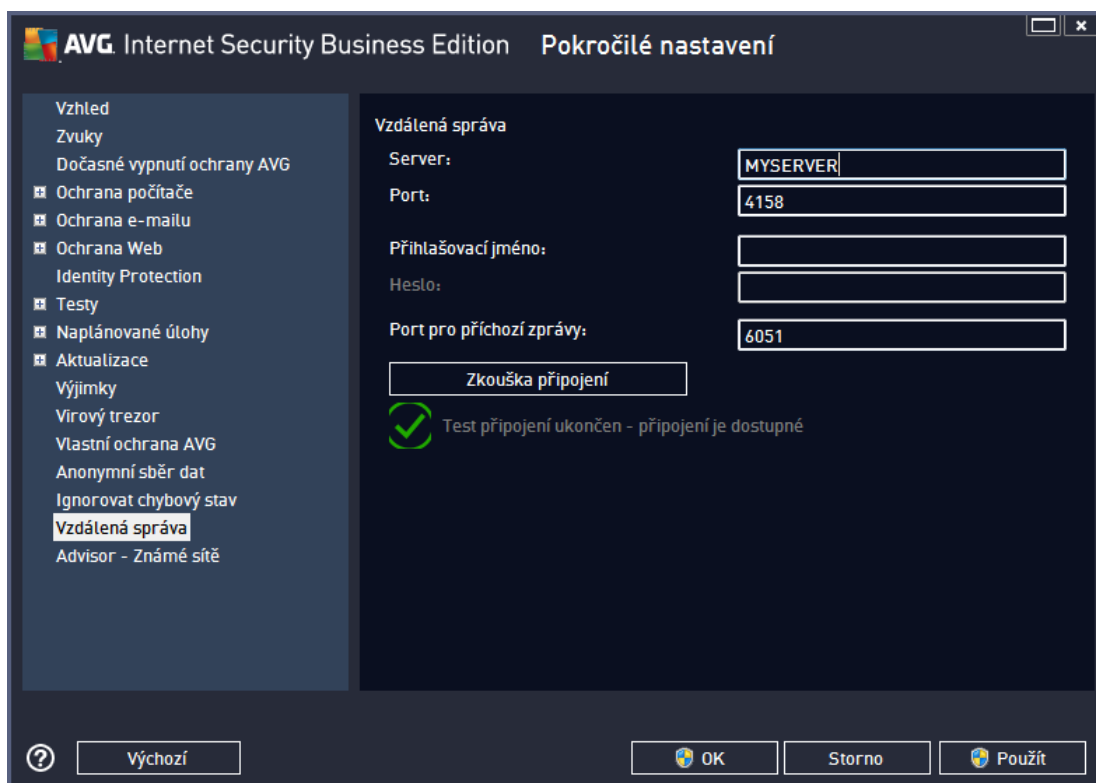 AVG. Internet Security Business Edition Pokročilé nastavení
Vzhled
Zvuky
Dočasné vypnutí ochrany AVG
Ochrana počítače
Ochrana e-mailu
Ochrana Web
Identity Protection
Testy
Naplánované úlohy
Aktualizace
Výjimky
Virový trezor
Vlastní ochrana AVG
Anonymní sběr dat
Ignorovat chybový stav
Vzdálená správa
Advisor - Známé sítě
Vzdálená správa
Server: MYSERVER
Port: 4158
Přihlašovací jméno:
Heslo:
Port pro příchozí zprávy: 6051
Zkouška připojení
Test připojení ukončen - připojení je dostupné
Výchozí OK Storno Použít